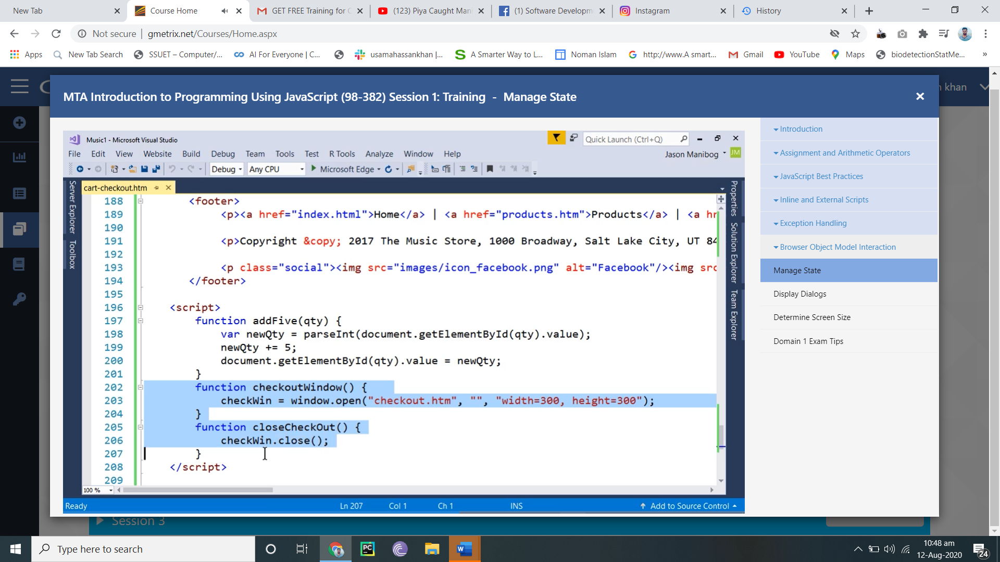 New Tab
Course Home
GET FREE Training for C
(123) Piya Caught Man
(1) Software Developm
Instagram
History
Not secure
gmetrix.net/Courses/Home.aspx
Apps
New Tab Search
SSUET – Computer/...
AI For Everyone | C...
usamahassankhan |...
A Smarter Way to L...
Noman Islam
http://www.A smart...
Gmail
YouTube
Maps
biodetectionStatMe...
»
khan
MTA Introduction to Programming Using JavaScript (98-382) Session 1: Training - Manage State
Music1 - Microsoft Visual Studio
Quick Launch (Ctrl+Q)
File Edit View Website Build Debug Team Tools Test R Tools Analyze Window Help
Jason Manibog
JM
Debug
Any CPU
Microsoft Edge
Server Explorer
Toolbox
cart-checkout.htm
188 <footer>
189 <p><a href="index.html">Home</a> | <a href="products.htm">Products</a> | <a hr
190
191 <p>Copyright &copy; 2017 The Music Store, 1000 Broadway, Salt Lake City, UT 84
192
193 <p class="social"><img src="images/icon_facebook.png" alt="Facebook"/><img src
194 </footer>
195
196 <script>
197 function addFive(qty) {
198 var newQty = parseInt(document.getElementById(qty).value);
199 newQty += 5;
200 document.getElementById(qty).value = newQty;
201 }
202 function checkoutWindow() {
203 checkWin = window.open("checkout.htm", "", "width=300, height=300");
204 }
205 function closeCheckOut() {
206 checkWin.close();
207 }
208 </script>
209
100 %
Properties
Solution Explorer
Team Explorer
Ready
Ln 207
Col 1
Ch 1
INS
Add to Source Control
Introduction
Assignment and Arithmetic Operators
JavaScript Best Practices
Inline and External Scripts
Exception Handling
Browser Object Model Interaction
Manage State
Display Dialogs
Determine Screen Size
Domain 1 Exam Tips
Session 3
Type here to search
PC
W
10:48 am
12-Aug-2020
24